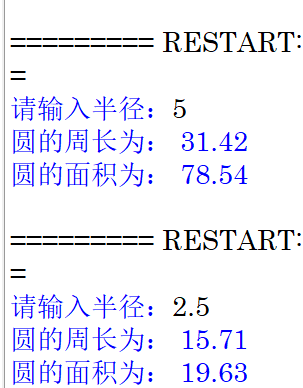 ========= RESTART:
=
请输入半径：5
圆的周长为： 31.42
圆的面积为： 78.54
========= RESTART:
=
请输入半径：2.5
圆的周长为： 15.71
圆的面积为： 19.63